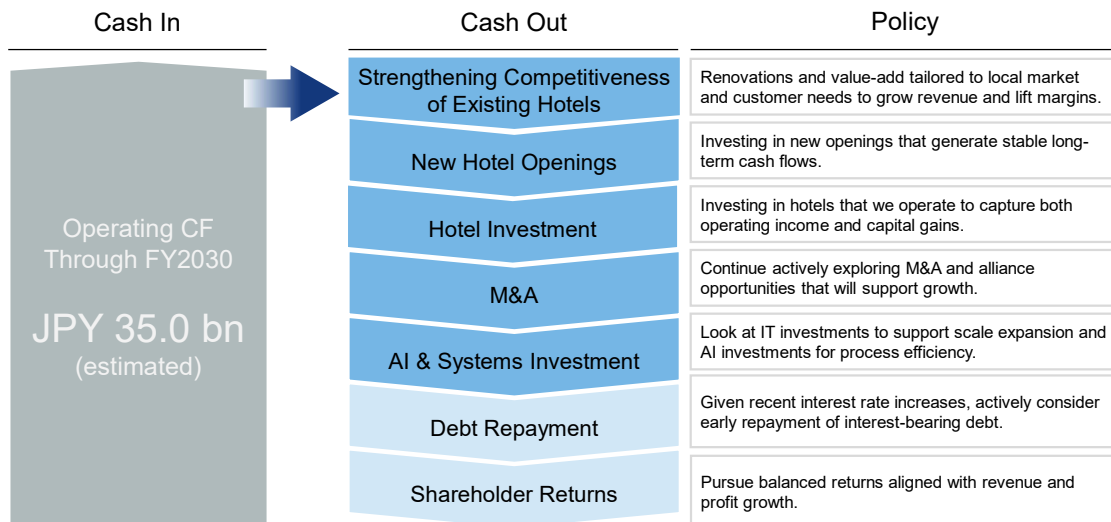 Cash In
Cash Out
Policy
Operating CF
Through FY2030
JPY 35.0 bn
(estimated)
Strengthening Competitiveness
of Existing Hotels
Renovations and value-add tailored to local market
and customer needs to grow revenue and lift margins.
New Hotel Openings
Investing in new openings that generate stable long-
term cash flows.
Hotel Investment
Investing in hotels that we operate to capture both
operating income and capital gains.
M&A
Continue actively exploring M&A and alliance
opportunities that will support growth.
AI & Systems Investment
Look at IT investments to support scale expansion and
AI investments for process efficiency.
Debt Repayment
Given recent interest rate increases, actively consider
early repayment of interest-bearing debt.
Shareholder Returns
Pursue balanced returns aligned with revenue and
profit growth.